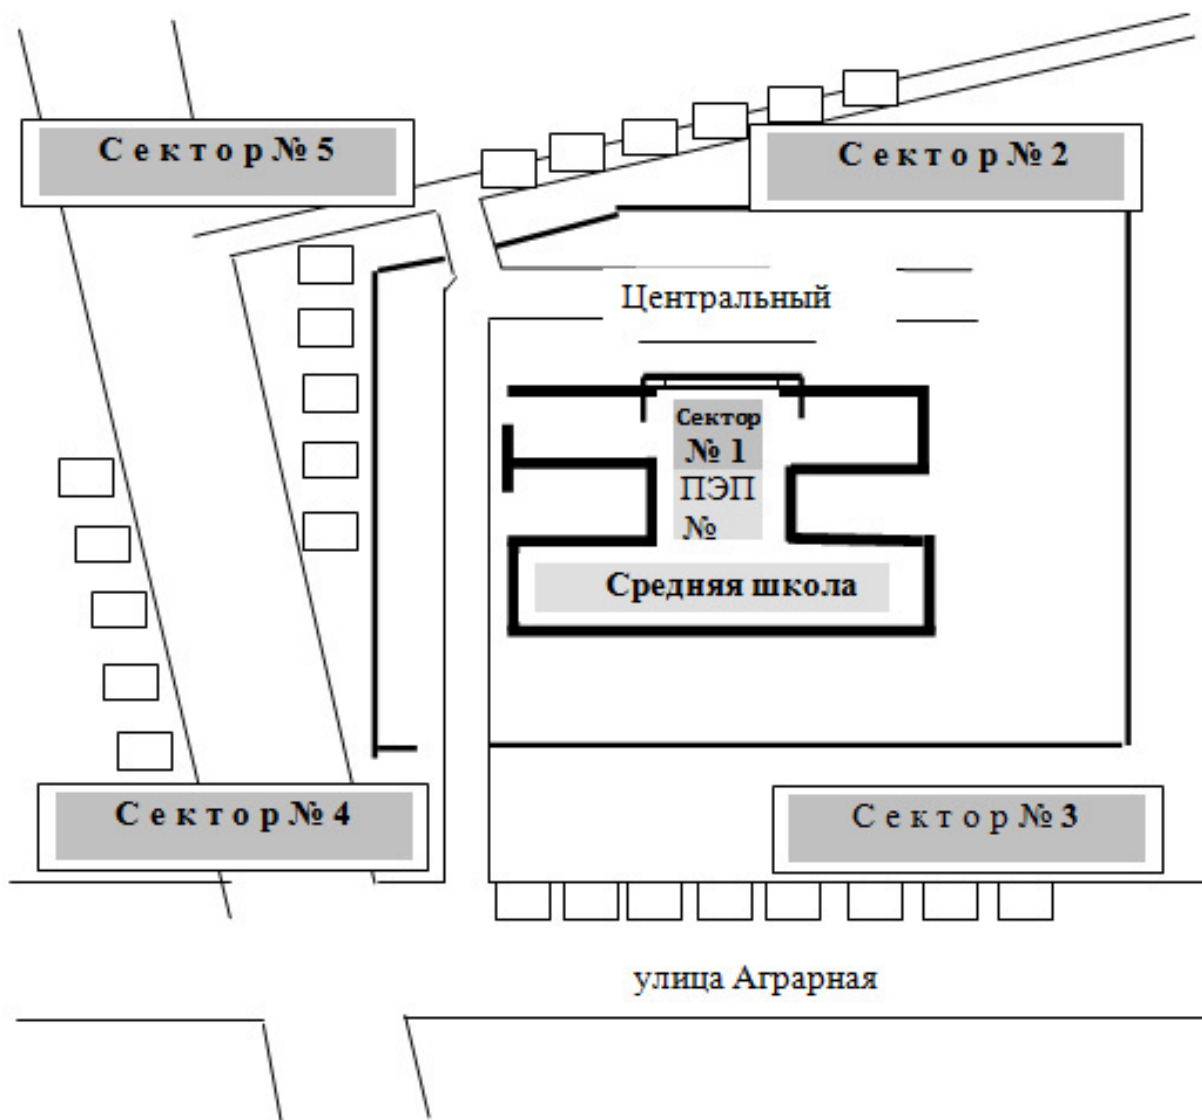 С е к т о р № 5
С е к т о р № 2
Центральный
Сектор
№ 1
ПЭП
№
Средняя школа
С е к т о р № 4
С е к т о р № 3
улица Аграрная